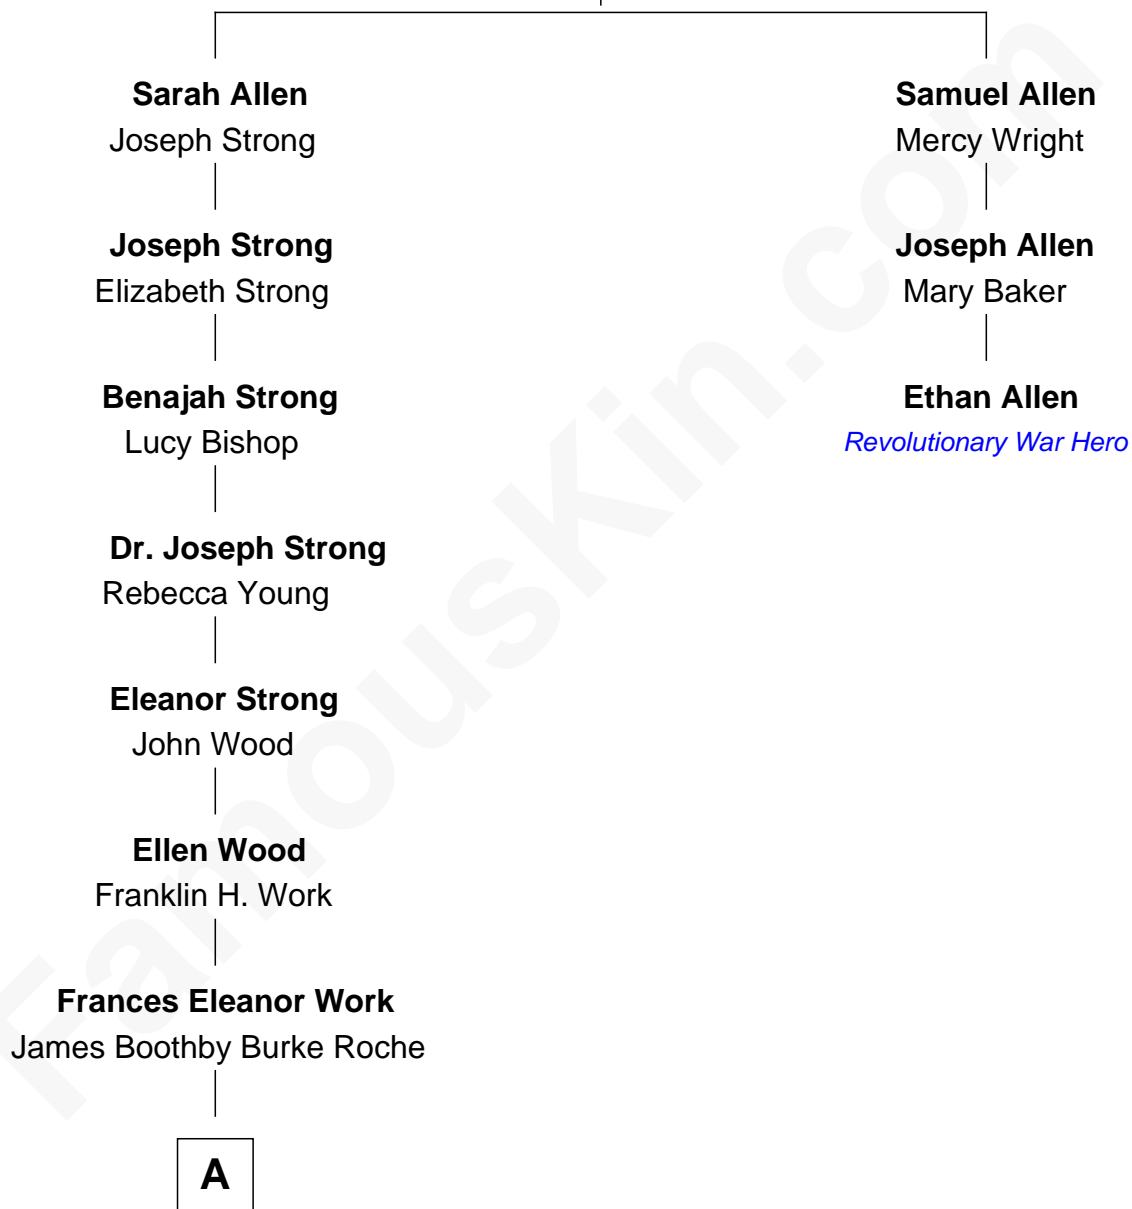 Sarah Allen
Joseph Strong
Joseph Strong
Elizabeth Strong
Benajah Strong
Lucy Bishop
Dr. Joseph Strong
Rebecca Young
Eleanor Strong
John Wood
Ellen Wood
Franklin H. Work
Frances Eleanor Work
James Boothby Burke Roche
A
Samuel Allen
Mercy Wright
Joseph Allen
Mary Baker
Ethan Allen
Revolutionary War Hero
FamousKin.com